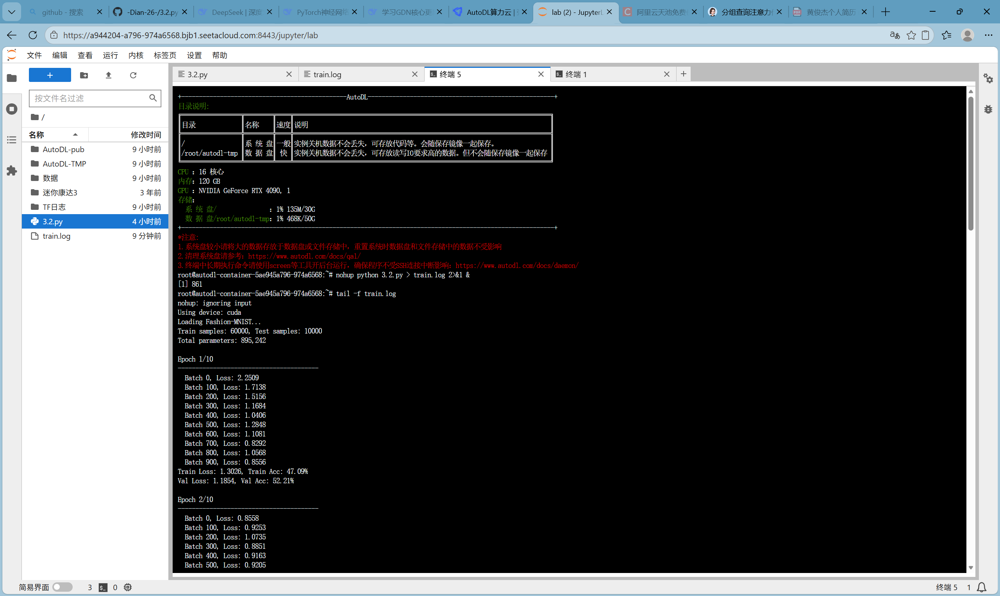 github - 搜索
-Dian-26-/3.2.py
DeepSeek | 深度
PyTorch神经网络
学习GDN核心更
AutoDL算力云 |
lab (2) - JupyterL
阿里云天池免费
分组查询注意力
黄俊杰个人简历
https://a944204-a796-974a6568.bjb1.seetacloud.com:8443/jupyter/lab
文件 编辑 查看 运行 内核 标签页 设置 帮助
3.2.py
train.log
终端 5
终端 1
按文件名过滤
/
名称 修改时间
AutoDL-pub 9 小时前
AutoDL-TMP 9 小时前
数据 9 小时前
迷你康达3 3 年前
TF日志 9 小时前
3.2.py 4 小时前
train.log 9 分钟前
+-----------------------------------------------AutoDL-----------------------------------------------------+
目录说明:
目录 名称 速度 说明
/ 系 统 盘 一般 实例关机数据不会丢失，可存放代码等。会随保存镜像一起保存。
/root/autodl-tmp 数 据 盘 快 实例关机数据不会丢失，可存放读写IO要求高的数据。但不会随保存镜像一起保存
CPU ：16 核心
内存：120 GB
GPU ：NVIDIA GeForce RTX 4090, 1
存储：
系 统 盘/ ：1% 135M/30G
数 据 盘/root/autodl-tmp：1% 468K/50G
+----------------------------------------------------------------------------------------------------------+
*注意:
1.系统盘较小请将大的数据存放于数据盘或文件存储中，重置系统时数据盘和文件存储中的数据不受影响
2.清理系统盘请参考：https://www.autodl.com/docs/qa1/
3.终端中长期执行命令请使用screen等工具开后台运行，确保程序不受SSH连接中断影响：https://www.autodl.com/docs/daemon/
root@autodl-container-5ae945a796-974a6568:~# nohup python 3.2.py > train.log 2>&1 &
[1] 861
root@autodl-container-5ae945a796-974a6568:~# tail -f train.log
nohup: ignoring input
Using device: cuda
Loading Fashion-MNIST...
Train samples: 60000, Test samples: 10000
Total parameters: 895,242
Epoch 1/10
----------------------------------------
Batch 0, Loss: 2.2509
Batch 100, Loss: 1.7138
Batch 200, Loss: 1.5156
Batch 300, Loss: 1.1684
Batch 400, Loss: 1.0406
Batch 500, Loss: 1.2848
Batch 600, Loss: 1.1081
Batch 700, Loss: 0.8292
Batch 800, Loss: 1.0568
Batch 900, Loss: 0.8556
Train Loss: 1.3026, Train Acc: 47.09%
Val Loss: 1.1854, Val Acc: 52.21%
Epoch 2/10
----------------------------------------
Batch 0, Loss: 0.8558
Batch 100, Loss: 0.9253
Batch 200, Loss: 1.0735
Batch 300, Loss: 0.8851
Batch 400, Loss: 0.9163
Batch 500, Loss: 0.9205
简易界面 3 0 终端 5 1